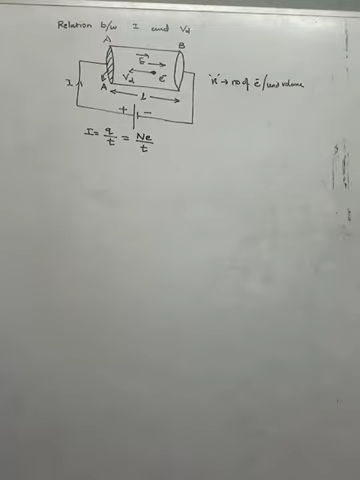 Relation b/w I and Vd
A B
E→
I Vd e⁻
A l
+ −
'n' → no of e⁻/unit volume
I = q/t = Ne/t